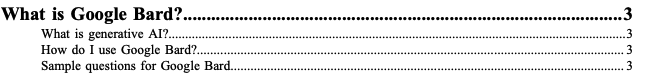 What is Google Bard?....................................................................................................3
What is generative AI?.................................................................................................................... 3
How do I use Google Bard?............................................................................................................. 3
Sample questions for Google Bard.................................................................................................... 3